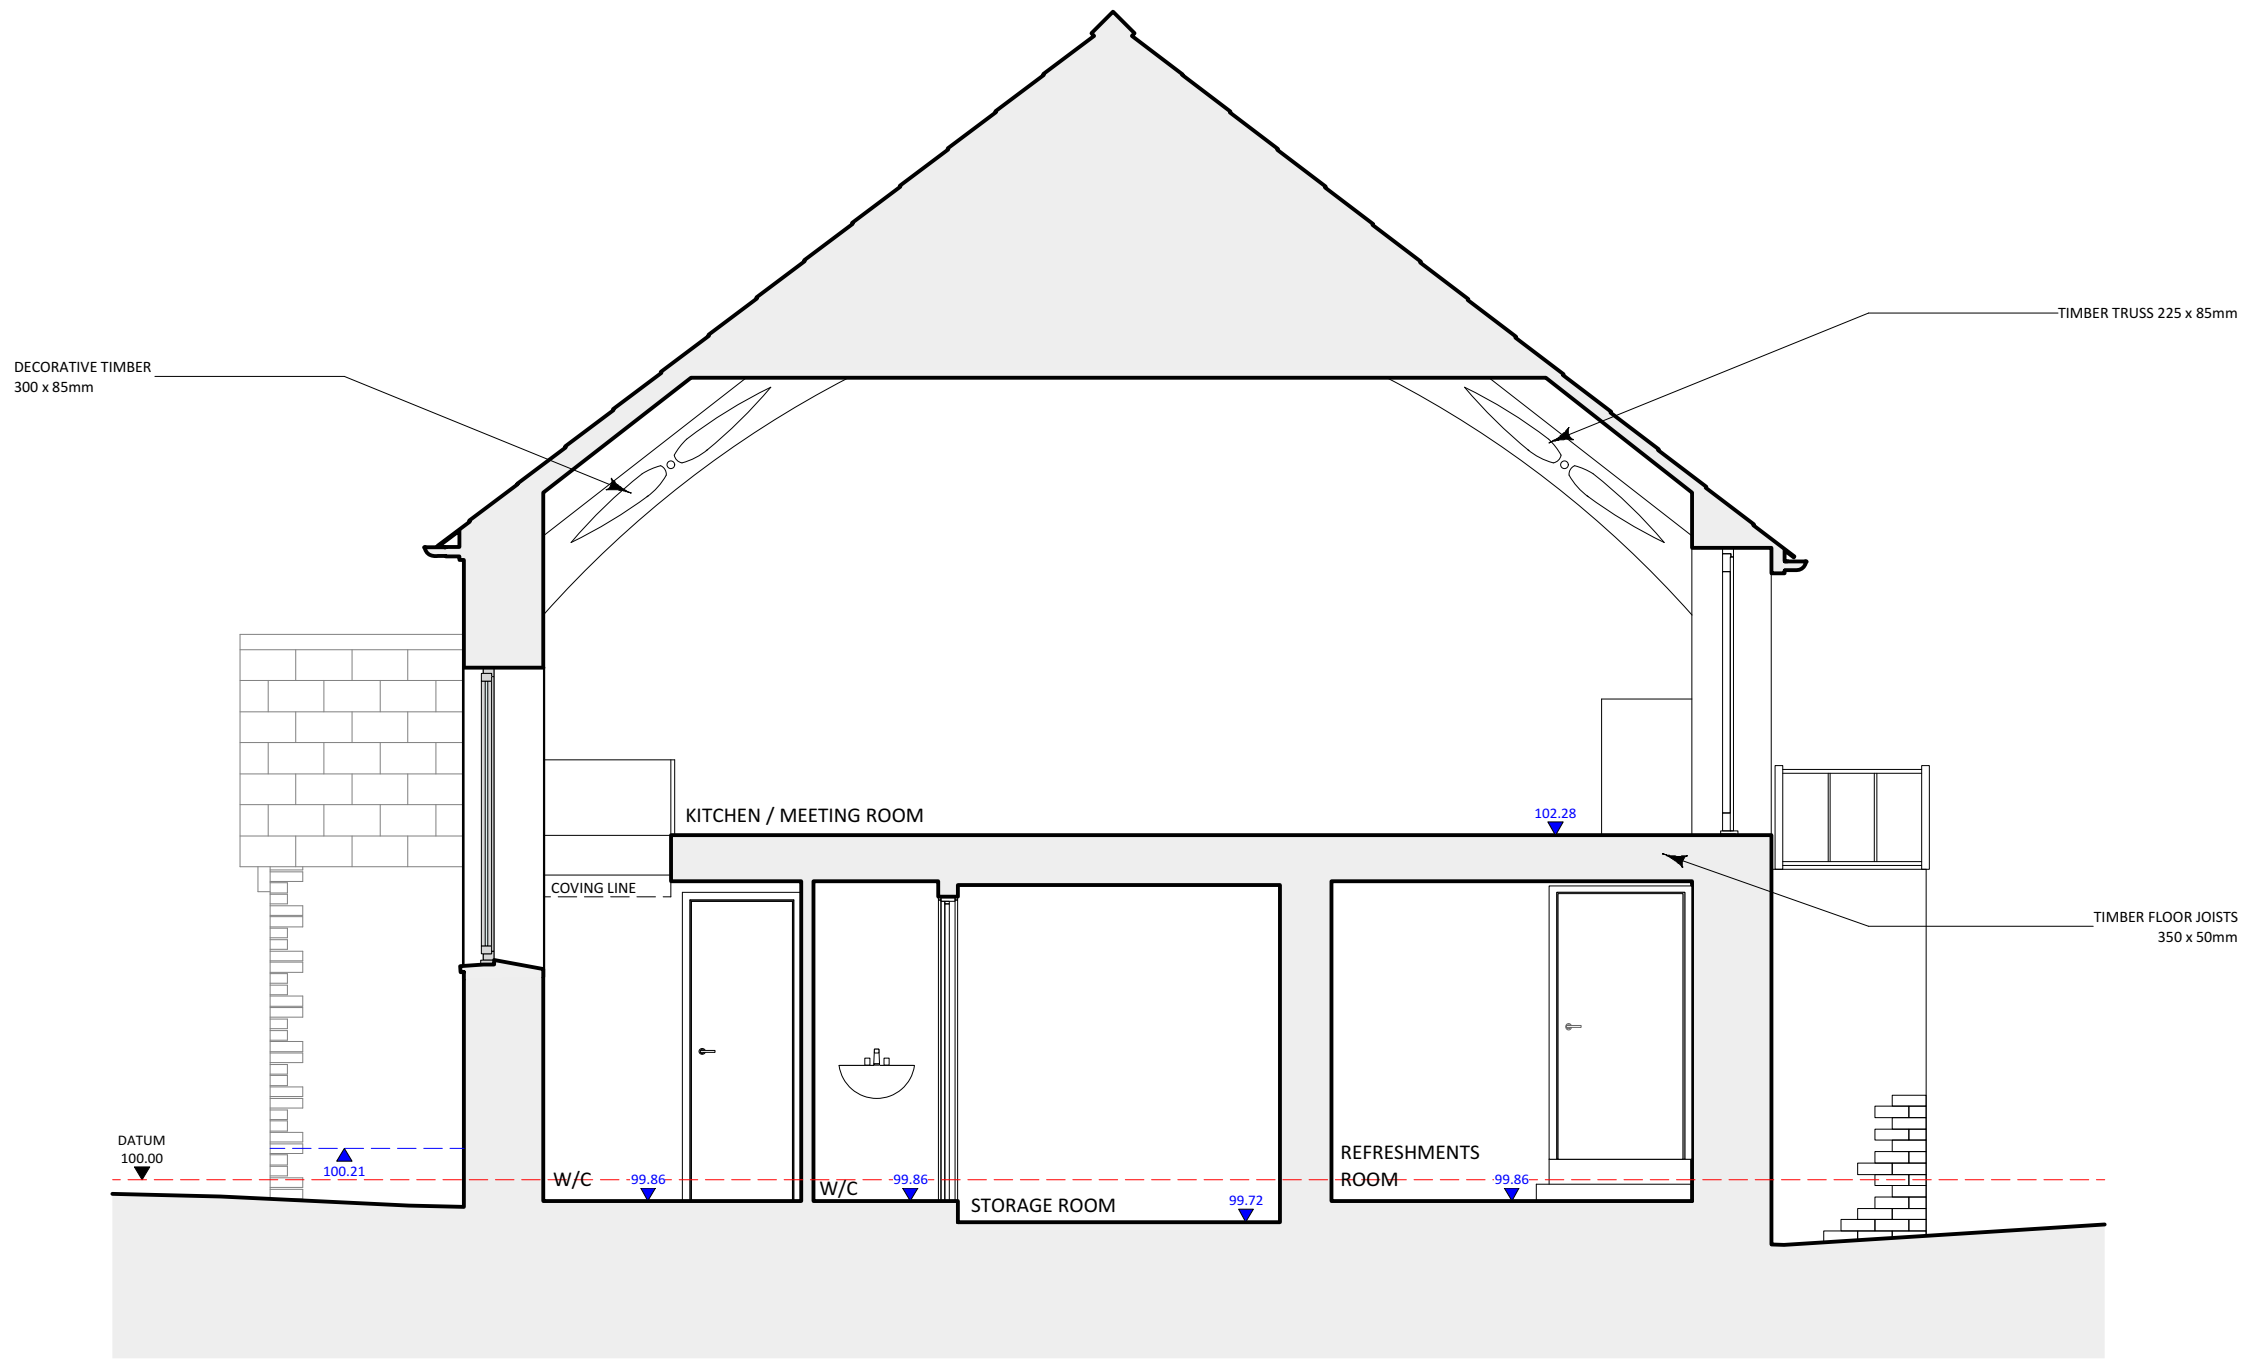 TIMBER TRUSS 225 x 85mm
DECORATIVE TIMBER
300 x 85mm
KITCHEN / MEETING ROOM
102.28
COVING LINE
TIMBER FLOOR JOISTS
350 x 50mm
DATUM
100.00
100.21
W/C
99.86
W/C
99.86
STORAGE ROOM
99.72
REFRESHMENTS
ROOM
99.86